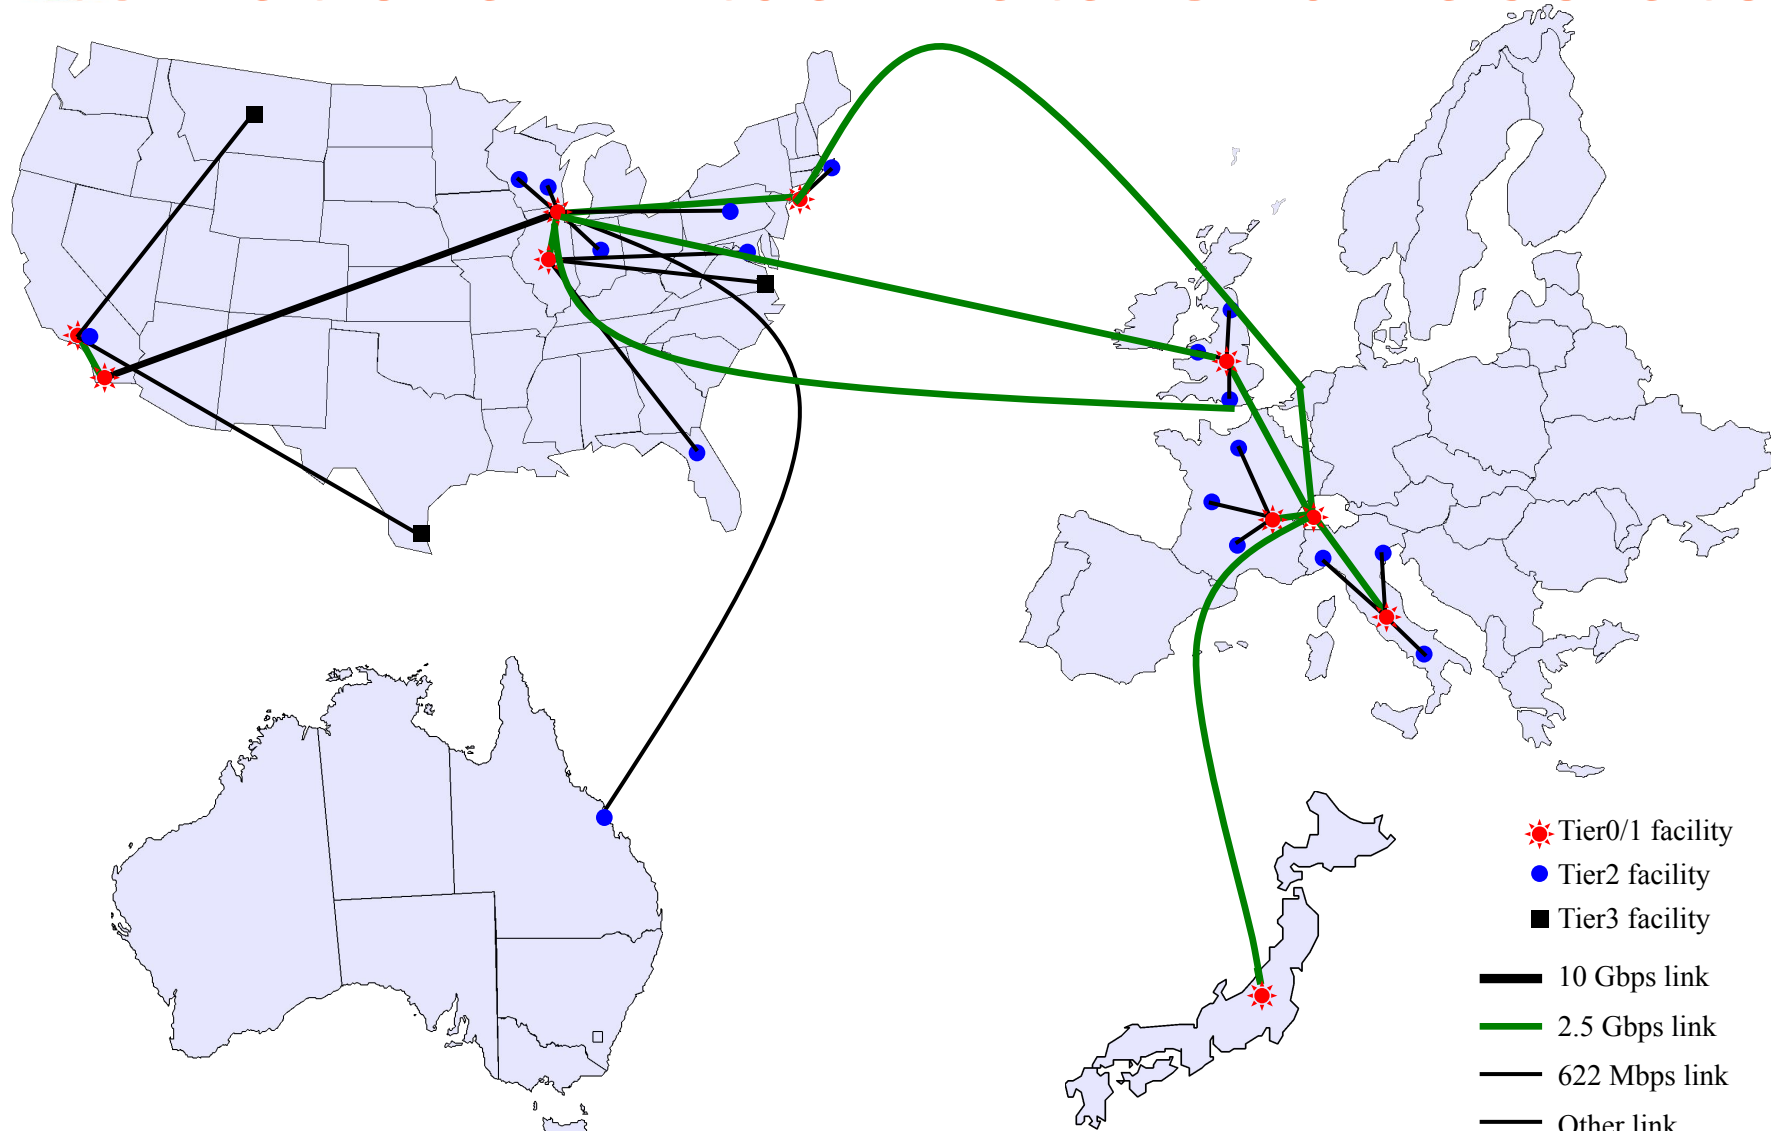 Tier0/1 facility
Tier2 facility
Tier3 facility
10 Gbps link
2.5 Gbps link
622 Mbps link
Other link